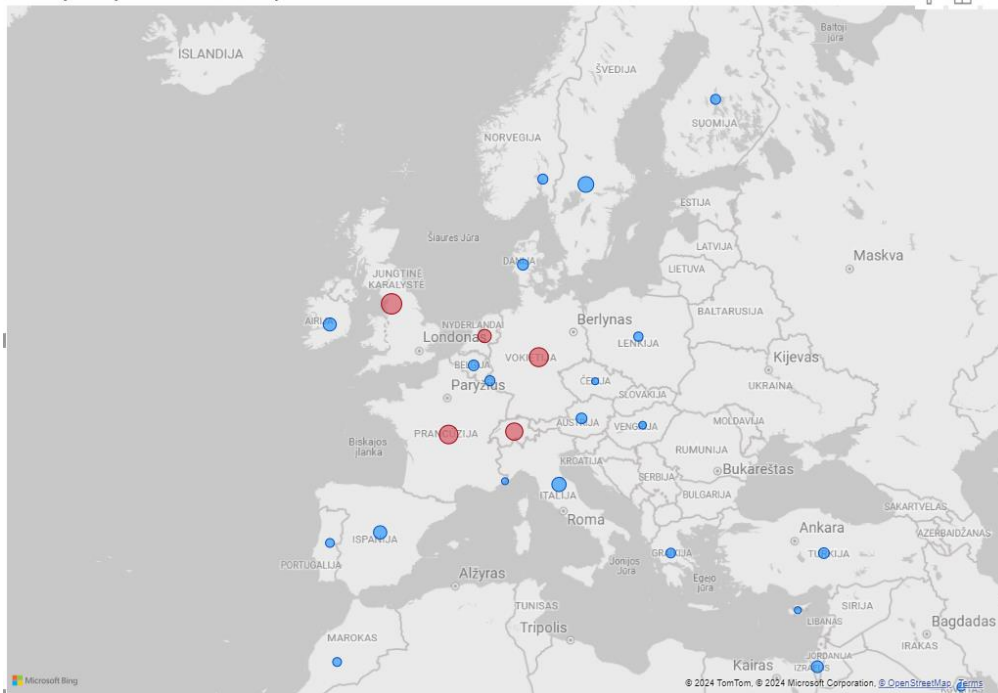 Baltoji
jūra
ISLANDIJA
ŠVEDIJA
SUOMIJA
NORVEGIJA
ESTIJA
Šiaurės Jūra
LATVIJA
Maskva
DANIJA
LIETUVA
JUNGTINĖ
KARALYSTĖ
BALTARUSIJA
Berlynas
NYDERLANDAI
Londonas
LENKIJA
VOKIETIJA
Kijevas
Paryžius
ČEKIJA
UKRAINA
SLOVAKIJA
AUSTRIJA
VENGRIJA
MOLDAVIJA
PRANCŪZIJA
Biskajos
įlanka
RUMUNIJA
KROATIJA
Bukareštas
SERBIJA
BULGARIJA
ITALIJA
SAKARTVELAS
Roma
Ankara
AZERBAIDŽANAS
ISPANIJA
GRAIKIJA
TURKIJA
PORTUGALIJA
Jonijos
Jūra
Alžyras
Egėjo
jūra
TUNISAS
SIRIJA
LIBANAS
Bagdadas
Tripolis
MAROKAS
IRAKAS
JORDANIJA
Kairas
Microsoft Bing
© 2024 TomTom, © 2024 Microsoft Corporation, © OpenStreetMap Terms